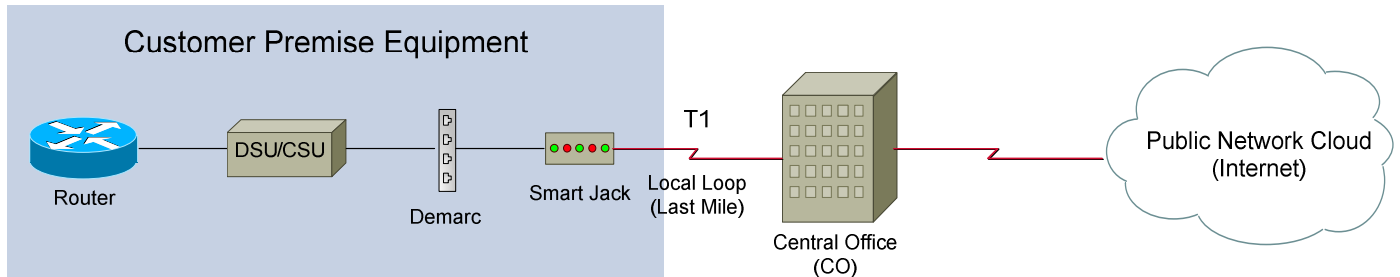 Customer Premise Equipment
Router
DSU/CSU
Demarc
Smart Jack
T1
Local Loop
(Last Mile)
Central Office
(CO)
Public Network Cloud
(Internet)